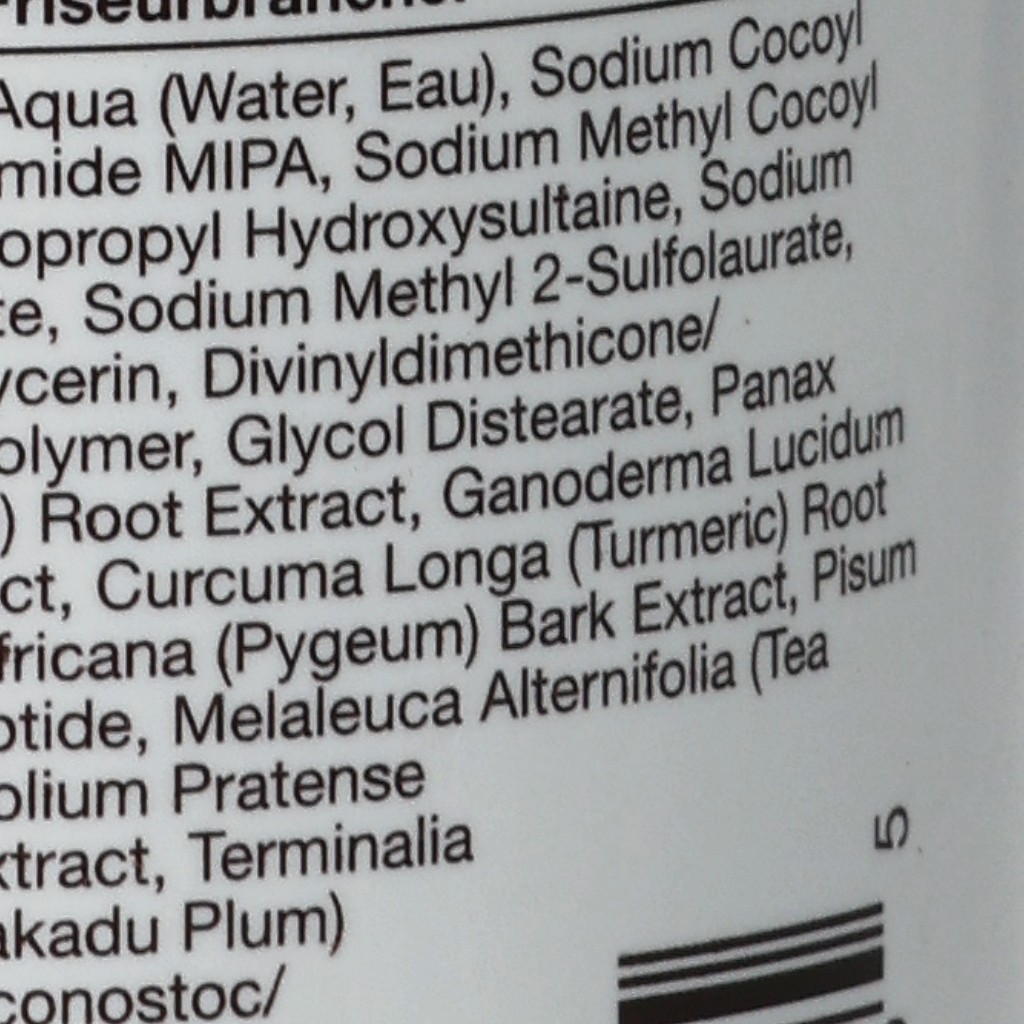 Friseurbranche.
Aqua (Water, Eau), Sodium Cocoyl
mide MIPA, Sodium Methyl Cocoyl
opropyl Hydroxysultaine, Sodium
te, Sodium Methyl 2-Sulfolaurate,
ycerin, Divinyldimethicone/
olymer, Glycol Distearate, Panax
) Root Extract, Ganoderma Lucidum
ct, Curcuma Longa (Turmeric) Root
fricana (Pygeum) Bark Extract, Pisum
ptide, Melaleuca Alternifolia (Tea
olium Pratense
xtract, Terminalia
akadu Plum)
conostoc/
5